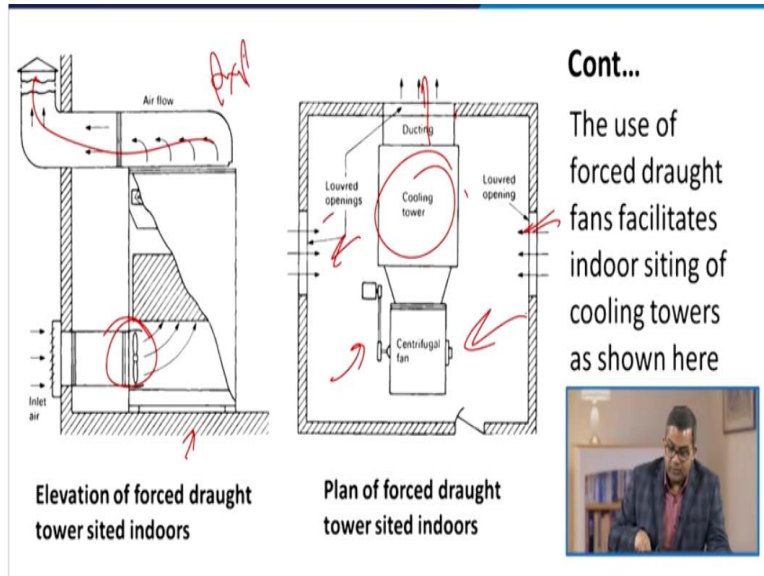 Cont...
The use of
forced draught
fans facilitates
indoor siting of
cooling towers
as shown here
Air flow
Inlet
air
Elevation of forced draught
tower sited indoors
Ducting
Louvred
openings
Cooling
tower
Louvred
opening
Centrifugal
fan
Plan of forced draught
tower sited indoors